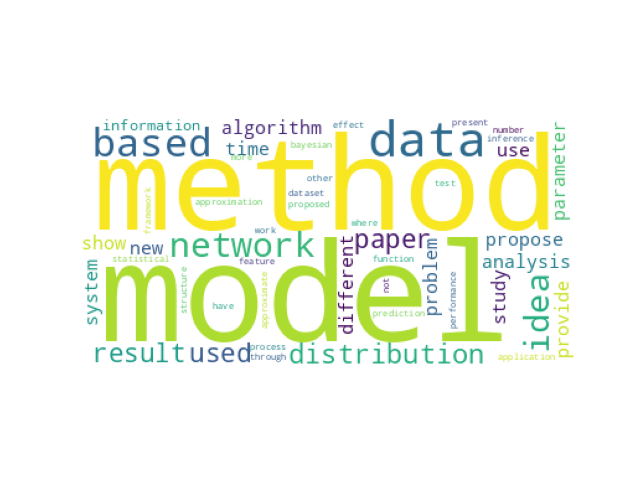 information
algorithm
effect
present
number
inference
based
time
bayesian
data
use
parameter
more
method
framework
approximation
other
dataset
proposed
test
where
work
show
new
network
paper
propose
analysis
statistical
feature
function
system
model
structure
have
approximate
different
not
prediction
problem
performance
study
idea
provide
result
used
process
through
distribution
application